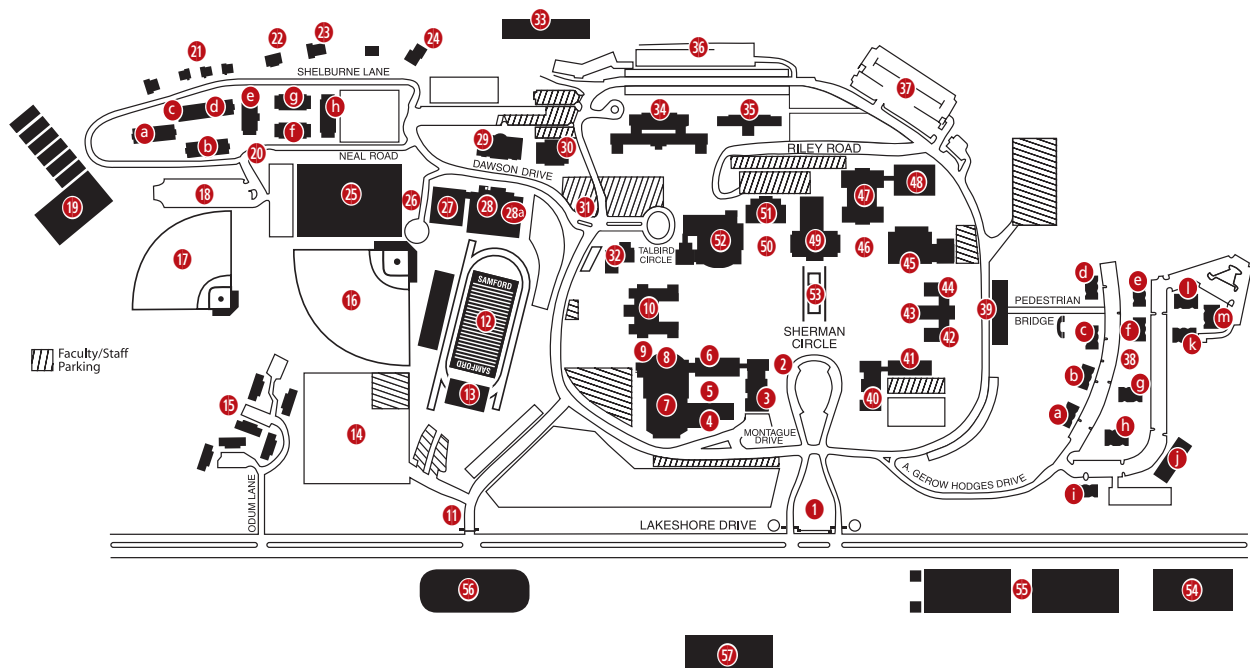 33
36
21
22
23
24
SHELBURNE LANE
37
c
d
e
g
h
34
35
a
b
f
29
30
RILEY ROAD
20
NEAL ROAD
DAWSON DRIVE
19
18
25
26
27
28
28a
31
51
47
48
TALBIRD
CIRCLE
52
50
49
46
45
32
17
16
SAMFORD
12
SAMFORD
10
53
44
43
42
39
PEDESTRIAN
BRIDGE
d
e
l
m
c
f
k
38
b
g
a
h
j
i
SHERMAN
CIRCLE
Faculty/Staff
Parking
9
8
6
2
41
13
5
3
40
7
4
15
14
MONTAGUE
DRIVE
A. GEROW HODGES DRIVE
ODUM LANE
11
LAKESHORE DRIVE
1
56
55
54
57